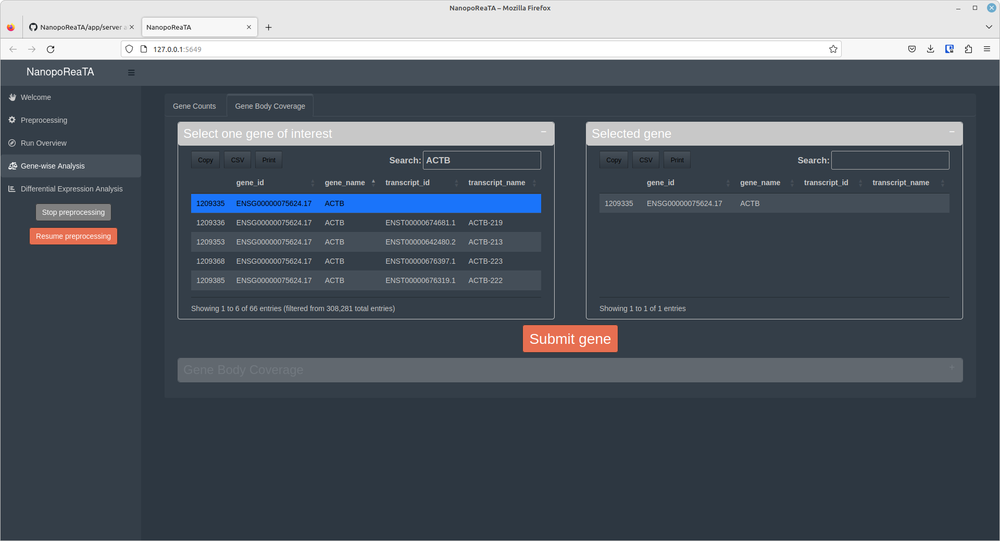 NanopoReaTA – Mozilla Firefox
NanopoReaTA/app/server a
NanopoReaTA
127.0.0.1:5649
NanopoReaTA
Welcome
Preprocessing
Run Overview
Gene-wise Analysis
Differential Expression Analysis
Stop preprocessing
Resume preprocessing
Gene Counts
Gene Body Coverage
Select one gene of interest
Copy CSV Print Search: ACTB
gene_id gene_name transcript_id transcript_name
1209335 ENSG00000075624.17 ACTB
1209336 ENSG00000075624.17 ACTB ENST00000674681.1 ACTB-219
1209353 ENSG00000075624.17 ACTB ENST00000642480.2 ACTB-213
1209368 ENSG00000075624.17 ACTB ENST00000676397.1 ACTB-223
1209385 ENSG00000075624.17 ACTB ENST00000676319.1 ACTB-222
Showing 1 to 6 of 66 entries (filtered from 308,281 total entries)
Selected gene
Copy CSV Print Search:
gene_id gene_name transcript_id transcript_name
1209335 ENSG00000075624.17 ACTB
Showing 1 to 1 of 1 entries
Submit gene
Gene Body Coverage